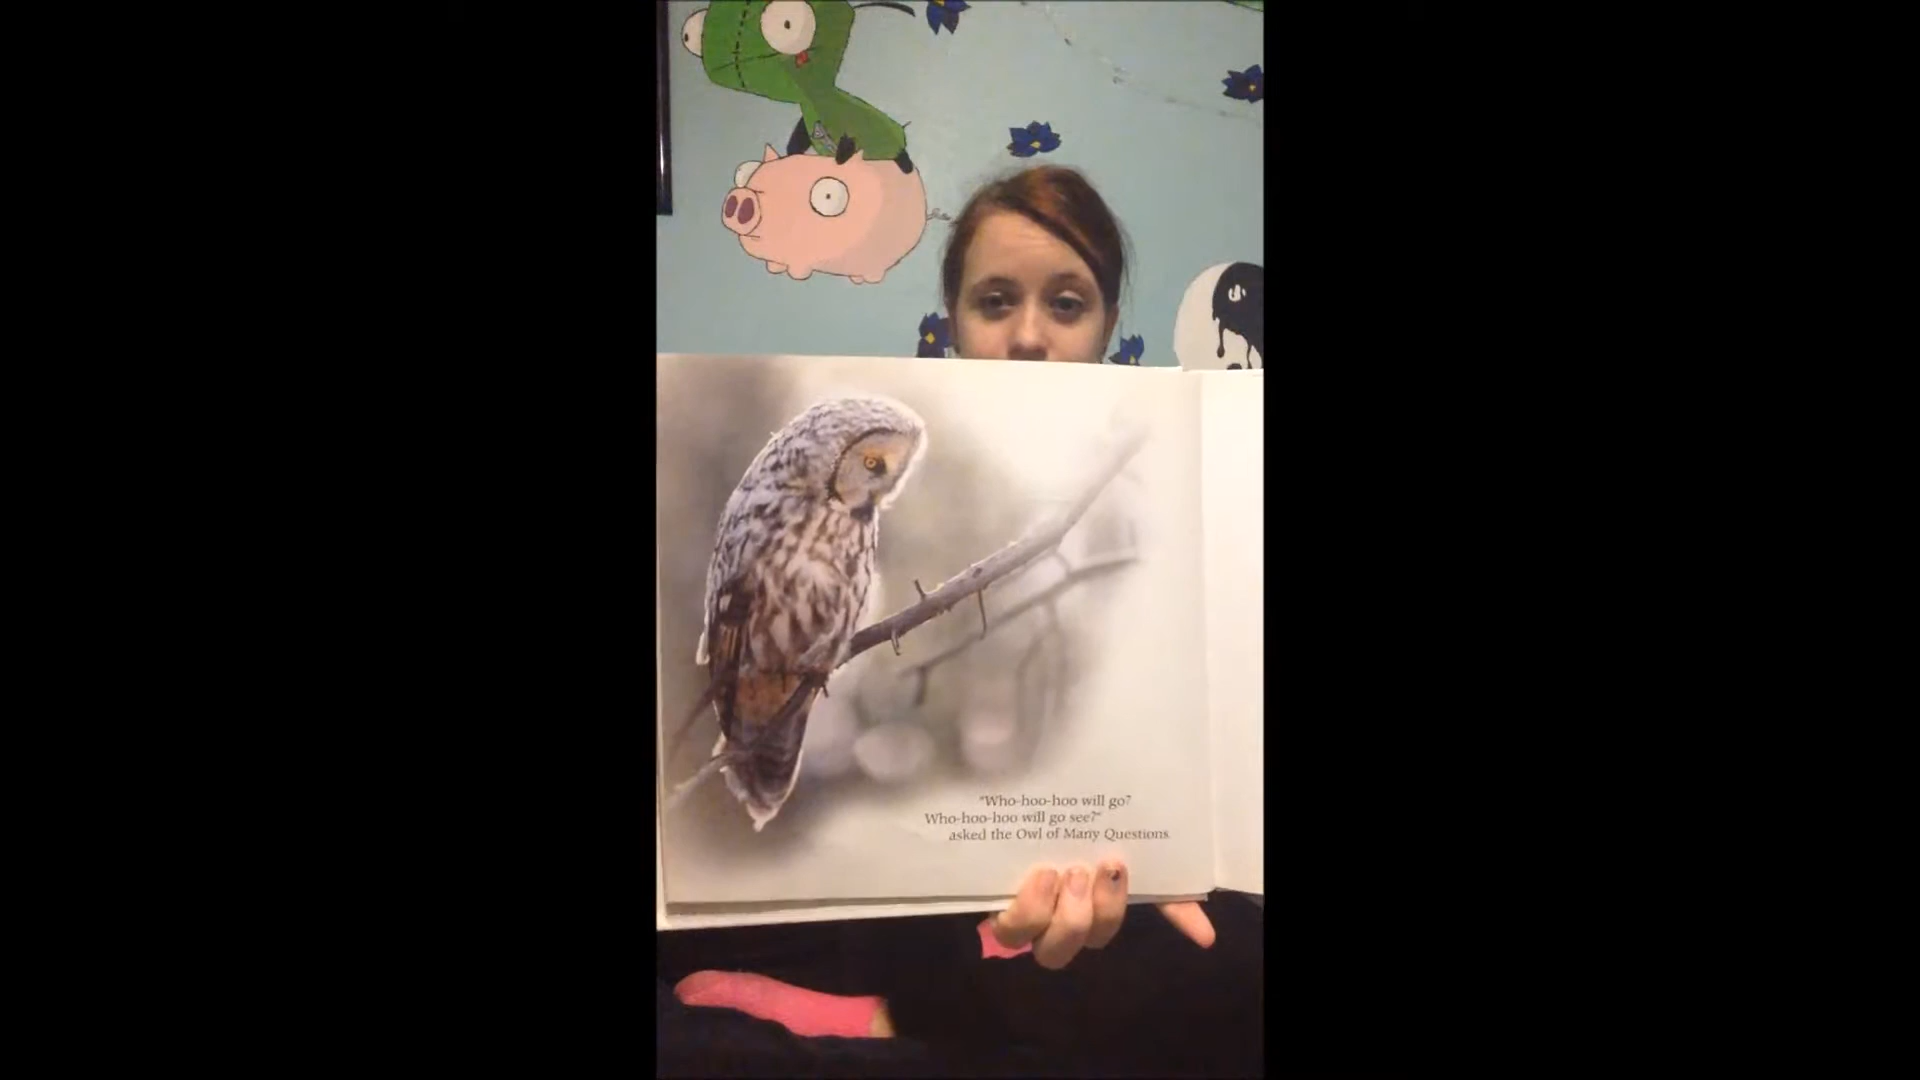 "Who-hoo-hoo will go?
Who-hoo-hoo will go see?"
asked the Owl of Many Questions.